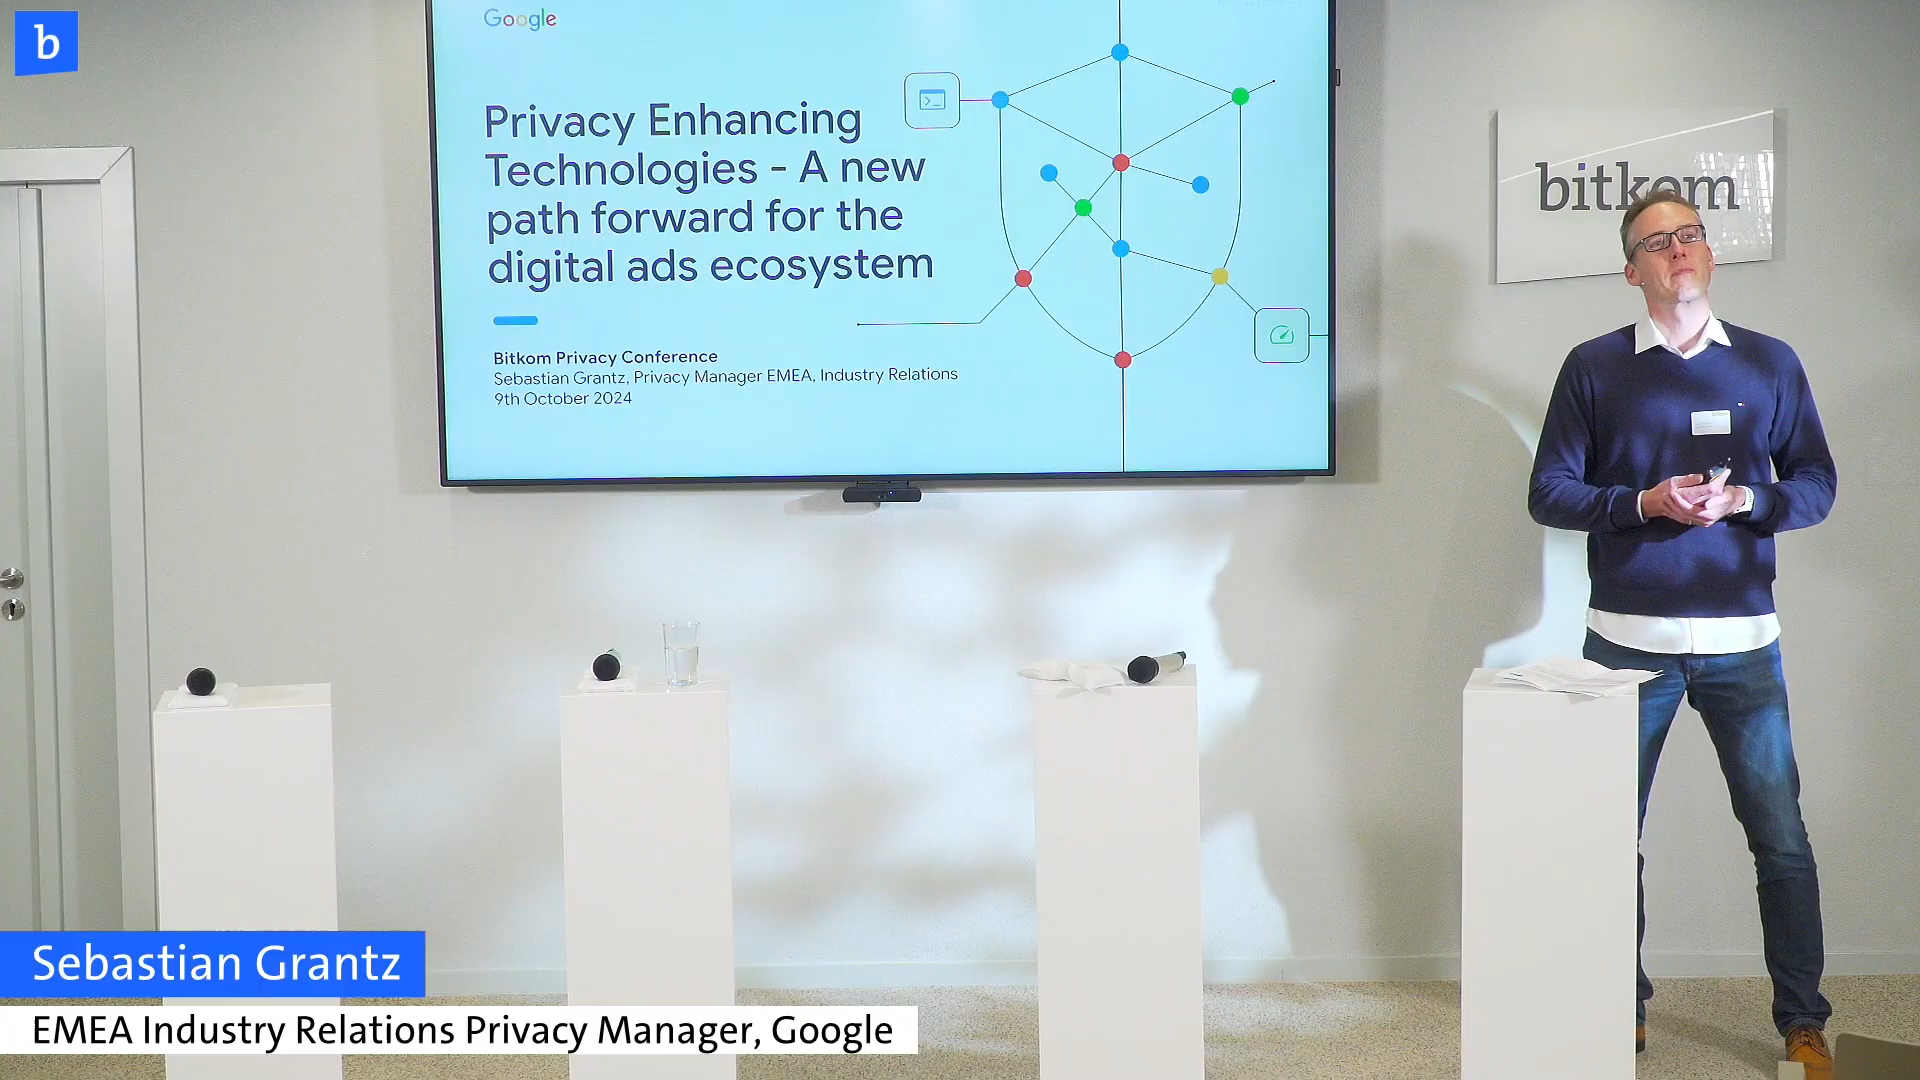 b
Google
Privacy Enhancing
Technologies - A new
path forward for the
digital ads ecosystem
Bitkom Privacy Conference
Sebastian Grantz, Privacy Manager EMEA, Industry Relations
9th October 2024
bitkom
Sebastian Grantz
EMEA Industry Relations Privacy Manager, Google